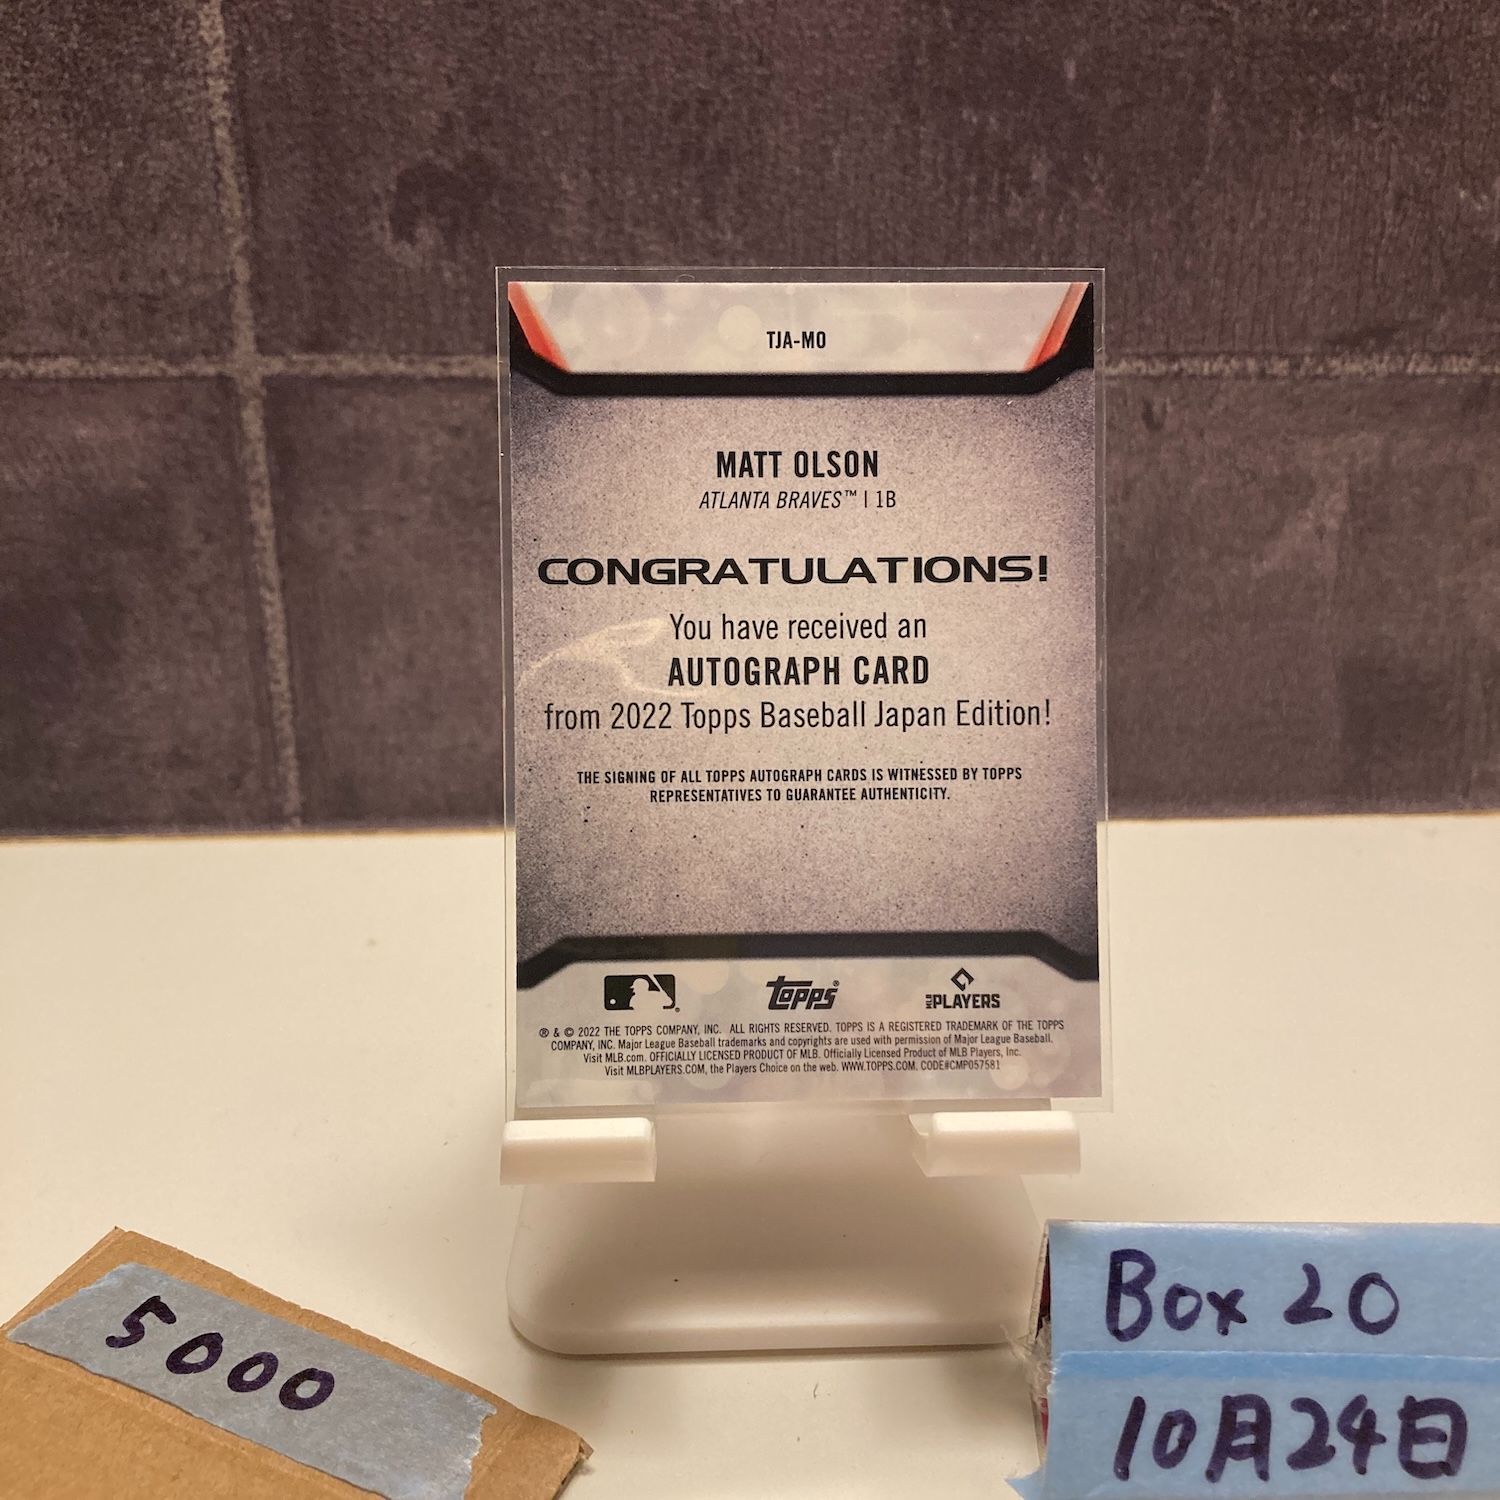 TJA-MO
MATT OLSON
ATLANTA BRAVES™ | 1B
CONGRATULATIONS!
You have received an
AUTOGRAPH CARD
from 2022 Topps Baseball Japan Edition!
THE SIGNING OF ALL TOPPS AUTOGRAPH CARDS IS WITNESSED BY TOPPS
REPRESENTATIVES TO GUARANTEE AUTHENTICITY.
topps®
MLB PLAYERS
® & © 2022 THE TOPPS COMPANY, INC. ALL RIGHTS RESERVED. TOPPS IS A REGISTERED TRADEMARK OF THE TOPPS
COMPANY, INC. Major League Baseball trademarks and copyrights are used with permission of Major League Baseball.
Visit MLB.com. OFFICIALLY LICENSED PRODUCT OF MLB. Officially Licensed Product of MLB Players, Inc.
Visit MLBPLAYERS.COM, the Players Choice on the web. WWW.TOPPS.COM. CODE#CMP057581
5000
Box 20
10月24日